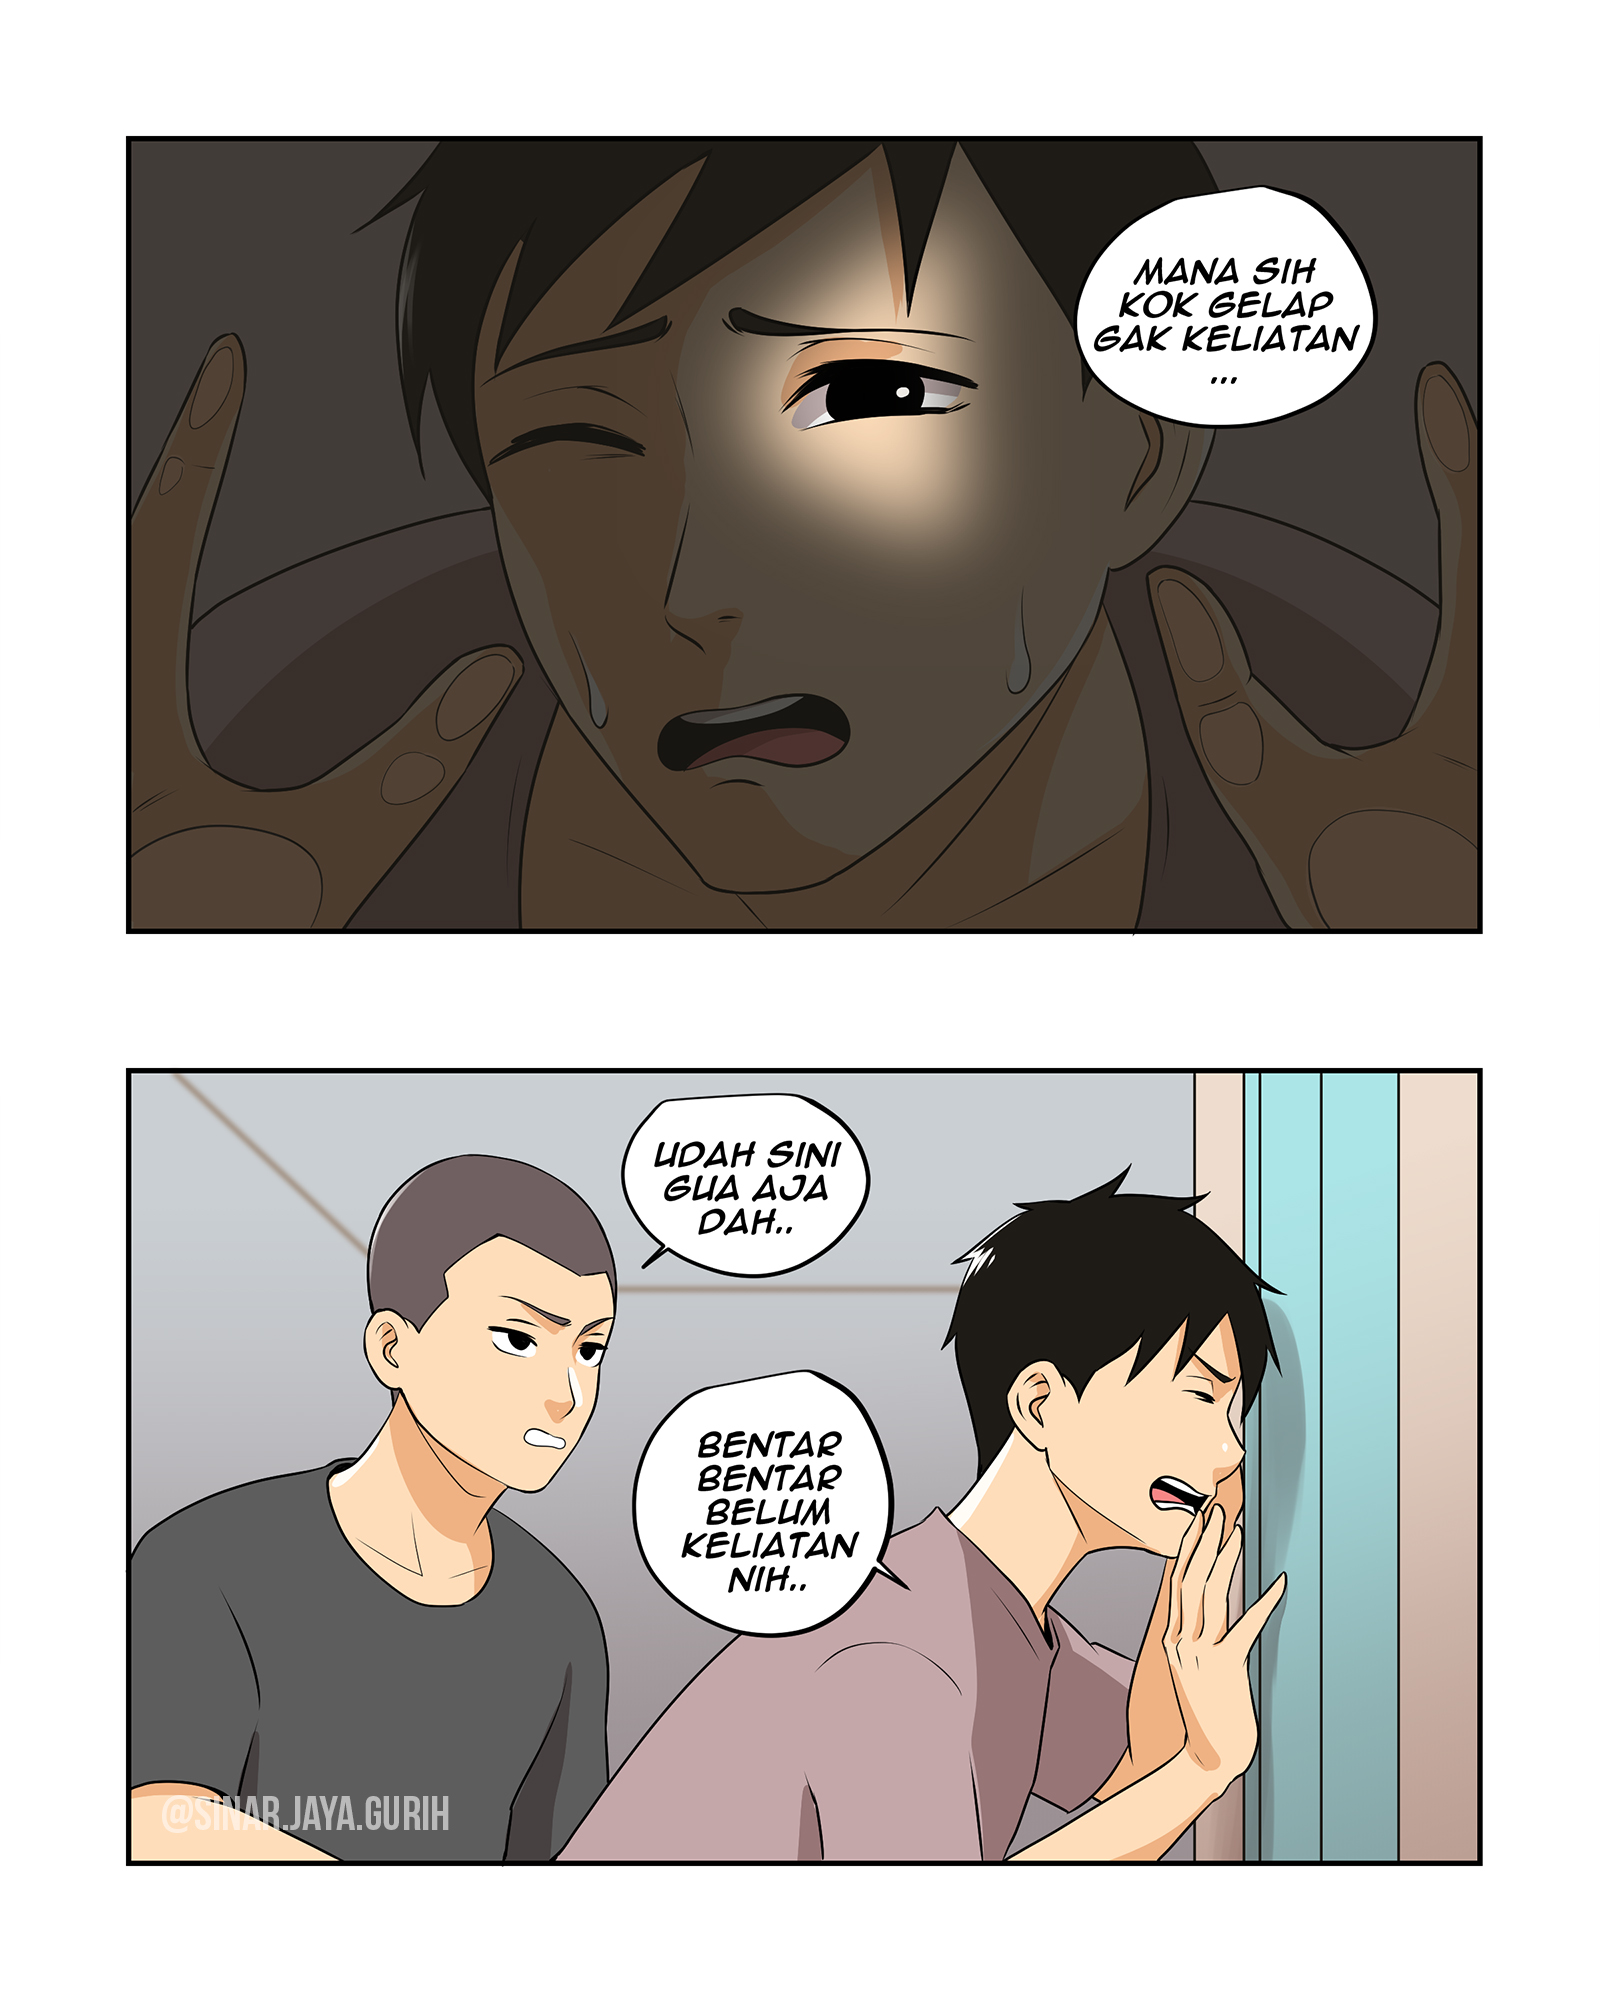 MANA SIH
KOK GELAP
GAK KELIATAN
...
UDAH SINI
GUA AJA
DAH..
BENTAR
BENTAR
BELUM
KELIATAN
NIH..
@SINAR.JAYA.GURIH